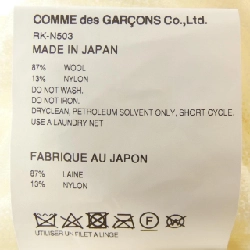 COMME des GARÇONS Co.,Ltd.
RK-N503
MADE IN JAPAN
87% WOOL
13% NYLON
DO NOT WASH.
DO NOT IRON.
DRYCLEAN, PETROLEUM SOLVENT ONLY, SHORT CYCLE.
USE A LAUNDRY NET
FABRIQUE AU JAPON
87% LAINE
13% NYLON
F
UTILISER UN FILET A LINGE